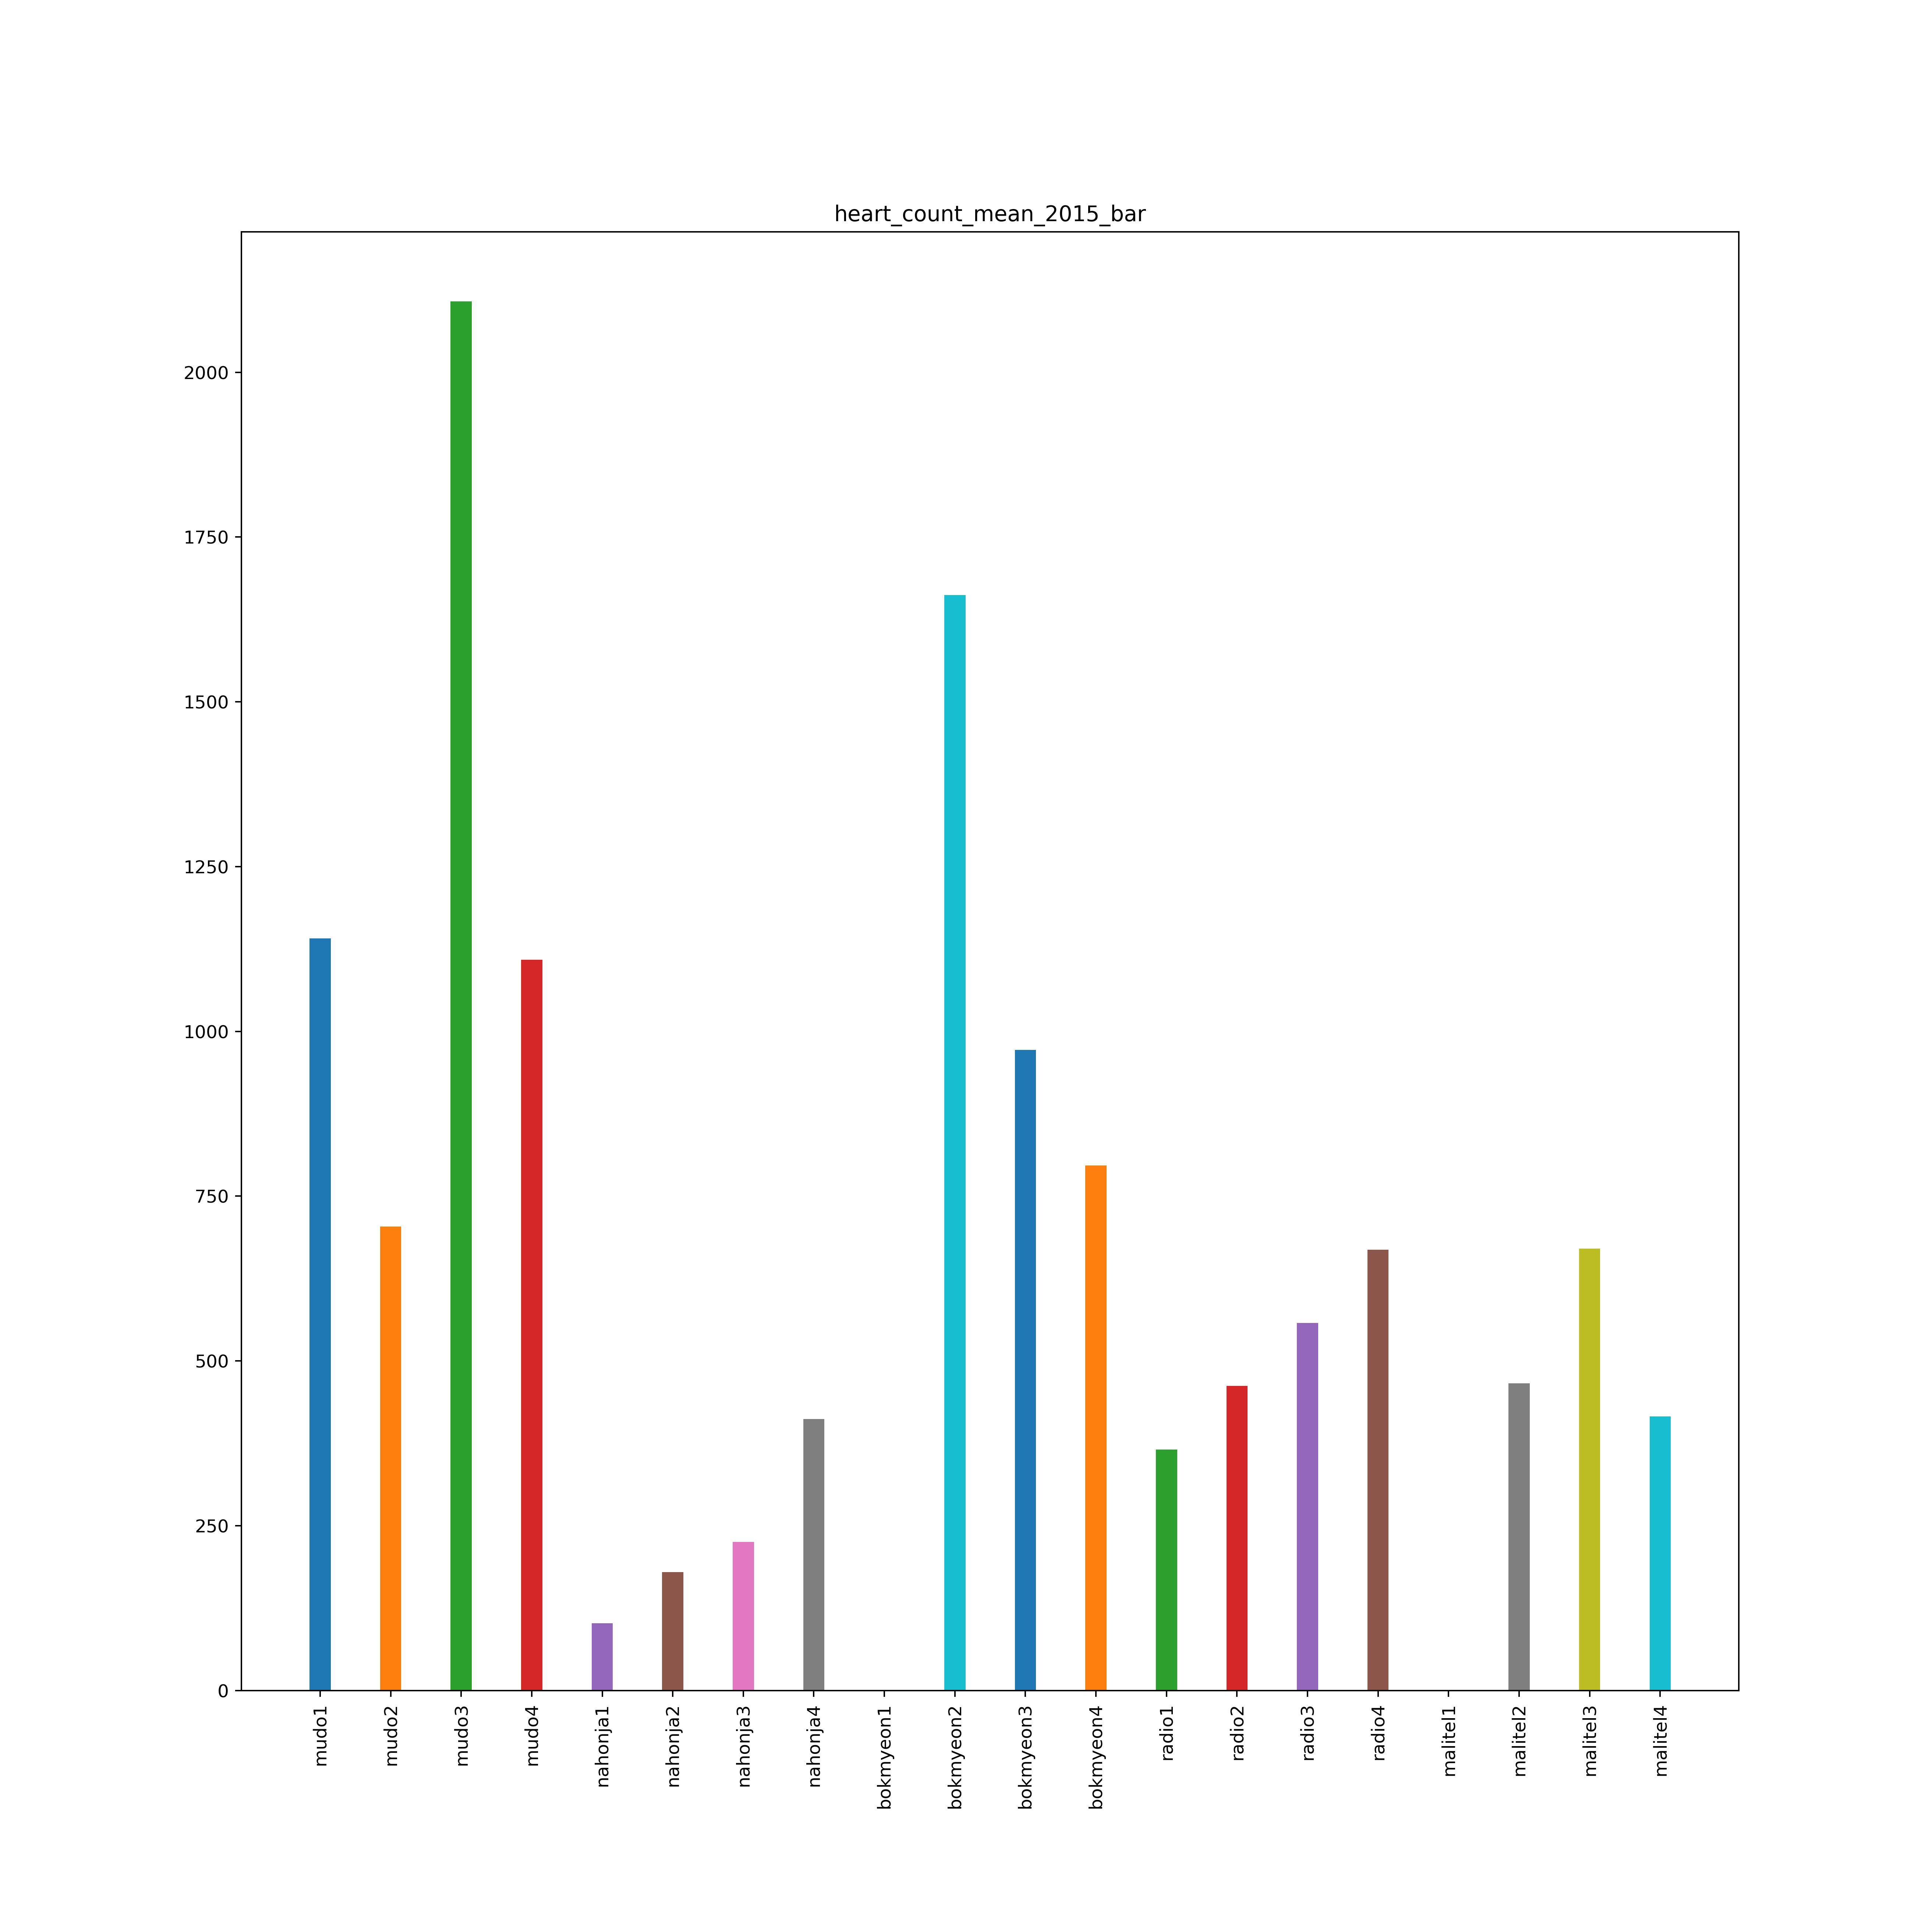 heart_count_mean_2015_bar
2000
1750
1500
1250
1000
750
500
250
0
mudo1
mudo2
mudo3
mudo4
nahonja1
nahonja2
nahonja3
nahonja4
bokmyeon1
bokmyeon2
bokmyeon3
bokmyeon4
radio1
radio2
radio3
radio4
malitel1
malitel2
malitel3
malitel4